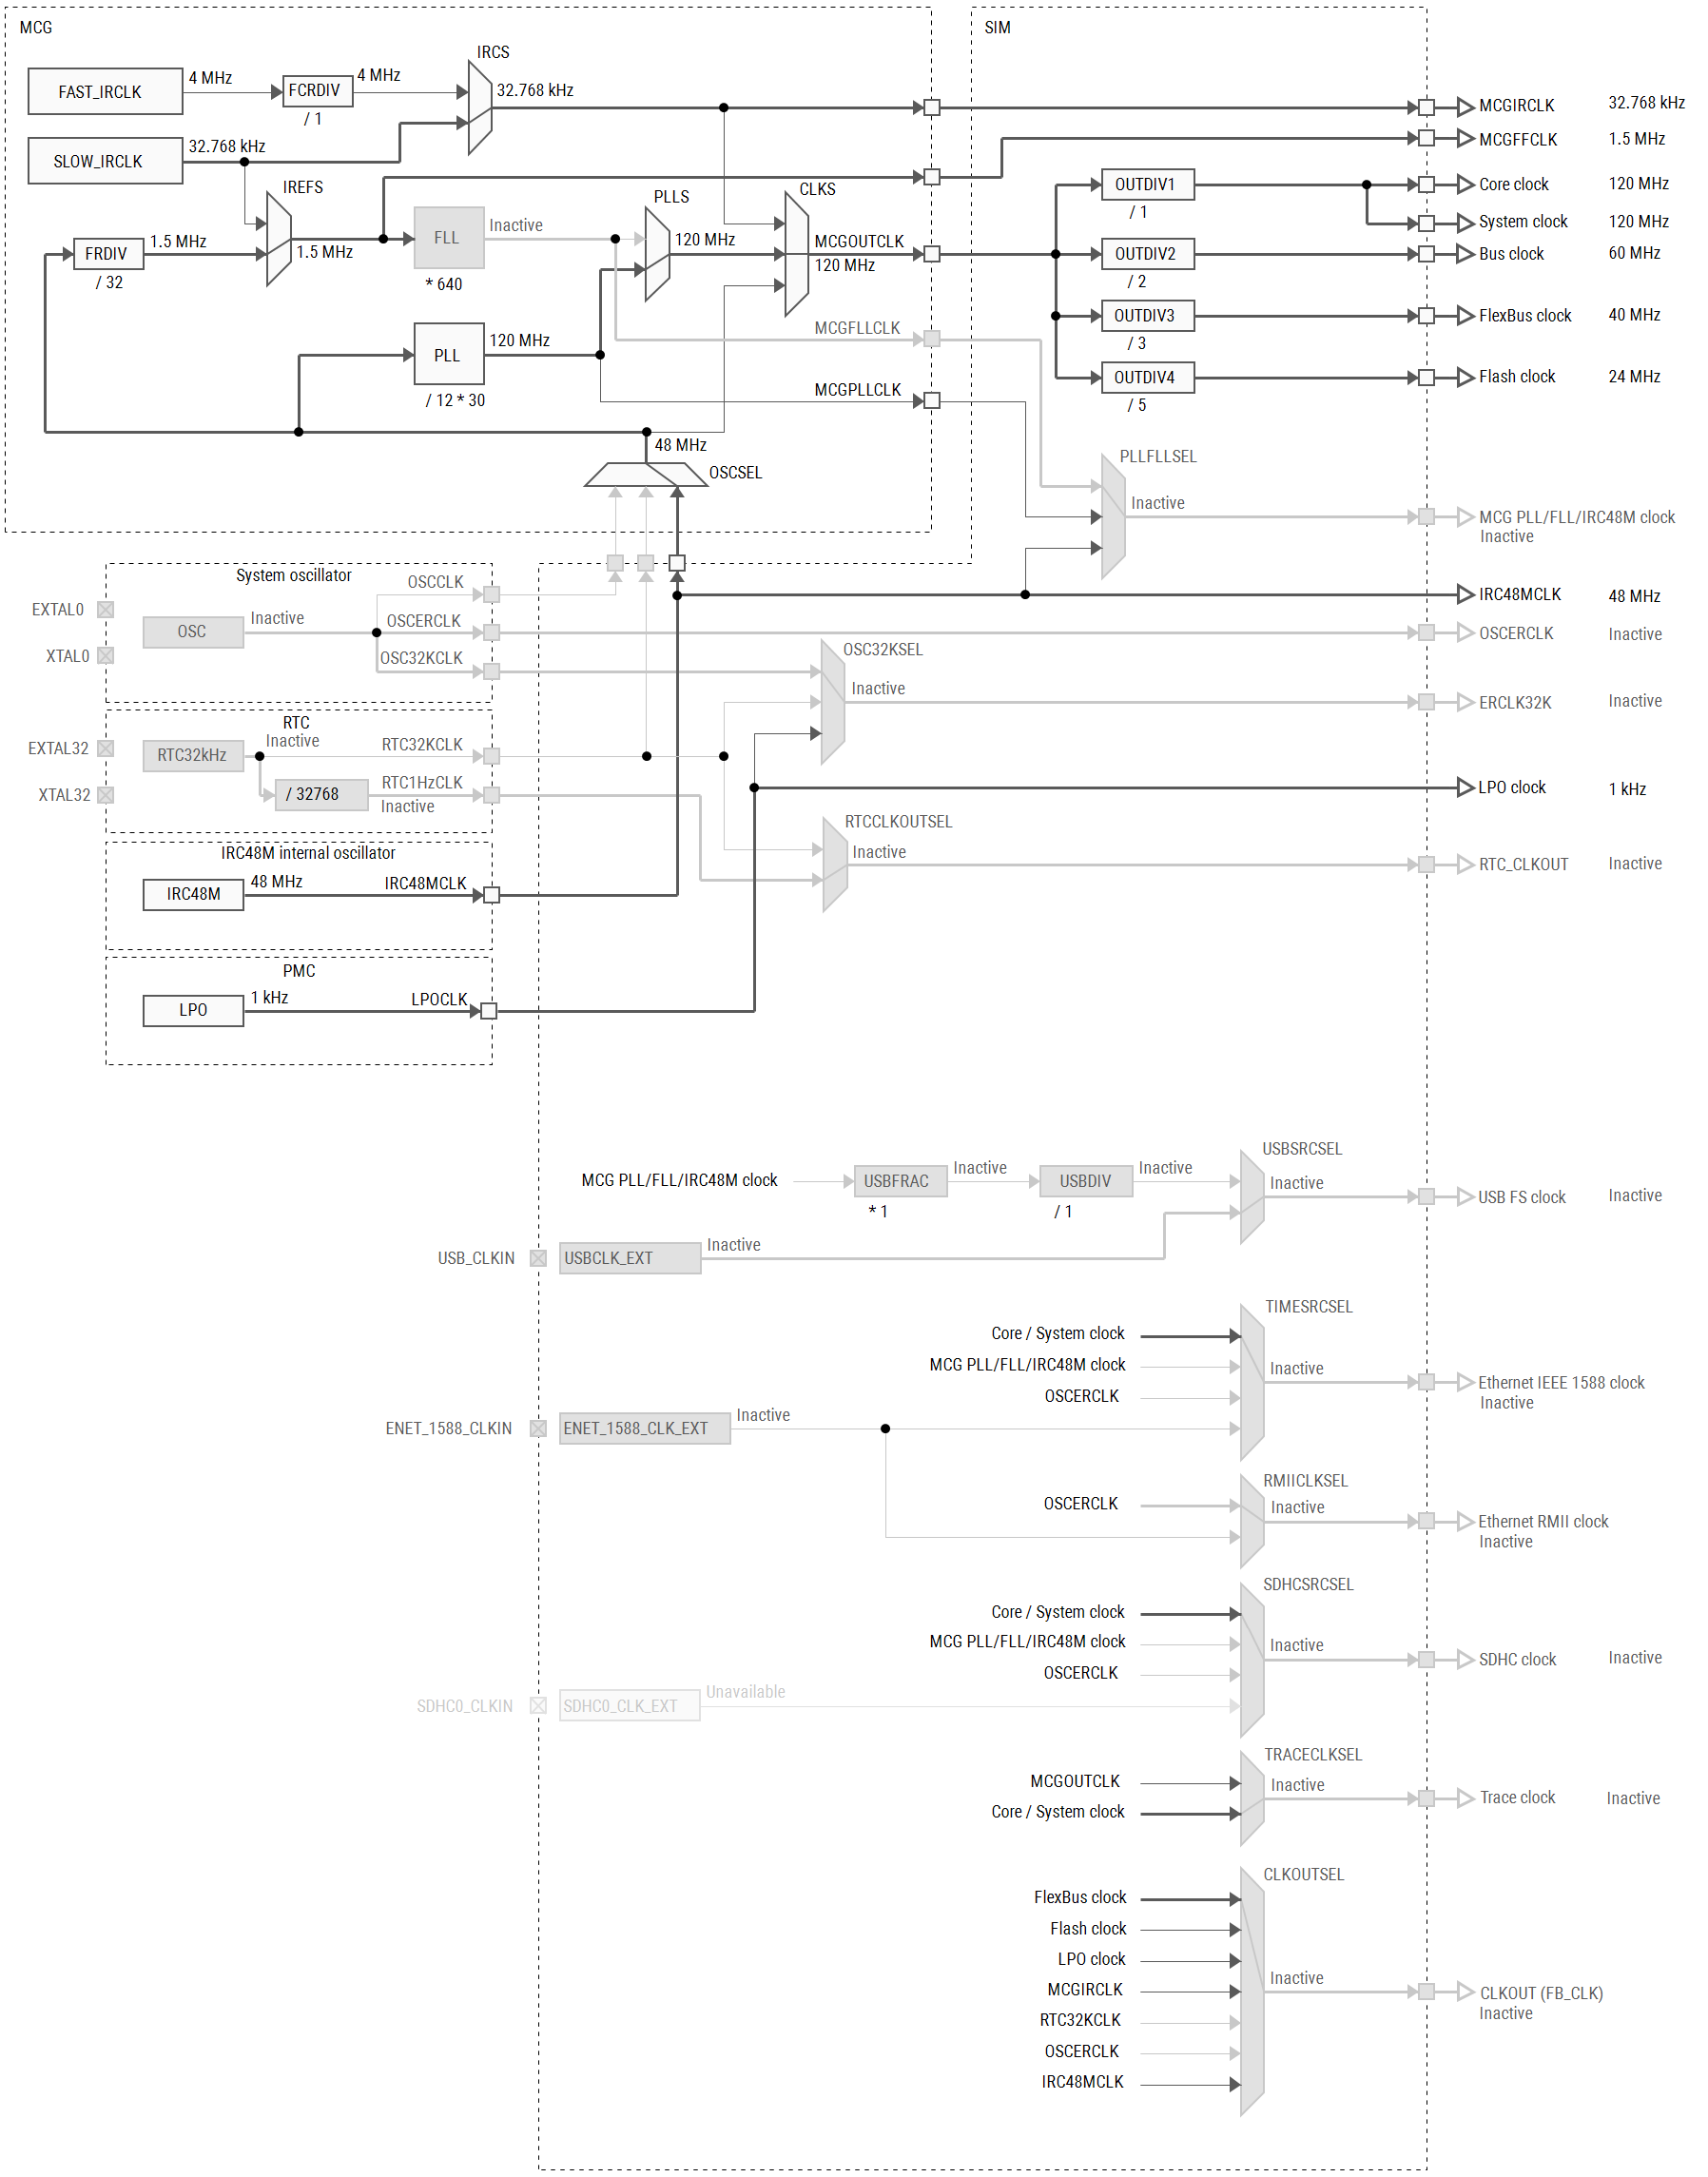 MCG
SIM
IRCS
FAST_IRCLK
4 MHz
FCRDIV
4 MHz
/ 1
32.768 kHz
MCGIRCLK
32.768 kHz
SLOW_IRCLK
32.768 kHz
MCGFFCLK
1.5 MHz
IREFS
PLLS
CLKS
OUTDIV1
/ 1
Core clock
120 MHz
System clock
120 MHz
FRDIV
1.5 MHz
/ 32
1.5 MHz
FLL
Inactive
* 640
120 MHz
MCGOUTCLK
120 MHz
OUTDIV2
/ 2
Bus clock
60 MHz
OUTDIV3
/ 3
FlexBus clock
40 MHz
MCGFLLCLK
PLL
120 MHz
/ 12 * 30
MCGPLLCLK
OUTDIV4
/ 5
Flash clock
24 MHz
48 MHz
OSCSEL
PLLFLLSEL
Inactive
MCG PLL/FLL/IRC48M clock
Inactive
System oscillator
EXTAL0
XTAL0
OSC
Inactive
OSCCLK
OSCERCLK
OSC32KCLK
IRC48MCLK
48 MHz
OSCERCLK
Inactive
OSC32KSEL
Inactive
ERCLK32K
Inactive
RTC
EXTAL32
XTAL32
RTC32kHz
Inactive
RTC32KCLK
/ 32768
RTC1HzCLK
Inactive
LPO clock
1 kHz
RTCCLKOUTSEL
Inactive
RTC_CLKOUT
Inactive
IRC48M internal oscillator
IRC48M
48 MHz
IRC48MCLK
PMC
LPO
1 kHz
LPOCLK
USBSRCSEL
MCG PLL/FLL/IRC48M clock
USBFRAC
* 1
Inactive
USBDIV
/ 1
Inactive
Inactive
USB FS clock
Inactive
USB_CLKIN
USBCLK_EXT
Inactive
TIMESRCSEL
Core / System clock
MCG PLL/FLL/IRC48M clock
OSCERCLK
Inactive
Ethernet IEEE 1588 clock
Inactive
ENET_1588_CLKIN
ENET_1588_CLK_EXT
Inactive
RMIICLKSEL
OSCERCLK
Inactive
Ethernet RMII clock
Inactive
SDHCSRCSEL
Core / System clock
MCG PLL/FLL/IRC48M clock
OSCERCLK
Inactive
SDHC clock
Inactive
SDHC0_CLKIN
SDHC0_CLK_EXT
Unavailable
TRACECLKSEL
MCGOUTCLK
Core / System clock
Inactive
Trace clock
Inactive
CLKOUTSEL
FlexBus clock
Flash clock
LPO clock
MCGIRCLK
RTC32KCLK
OSCERCLK
IRC48MCLK
Inactive
CLKOUT (FB_CLK)
Inactive